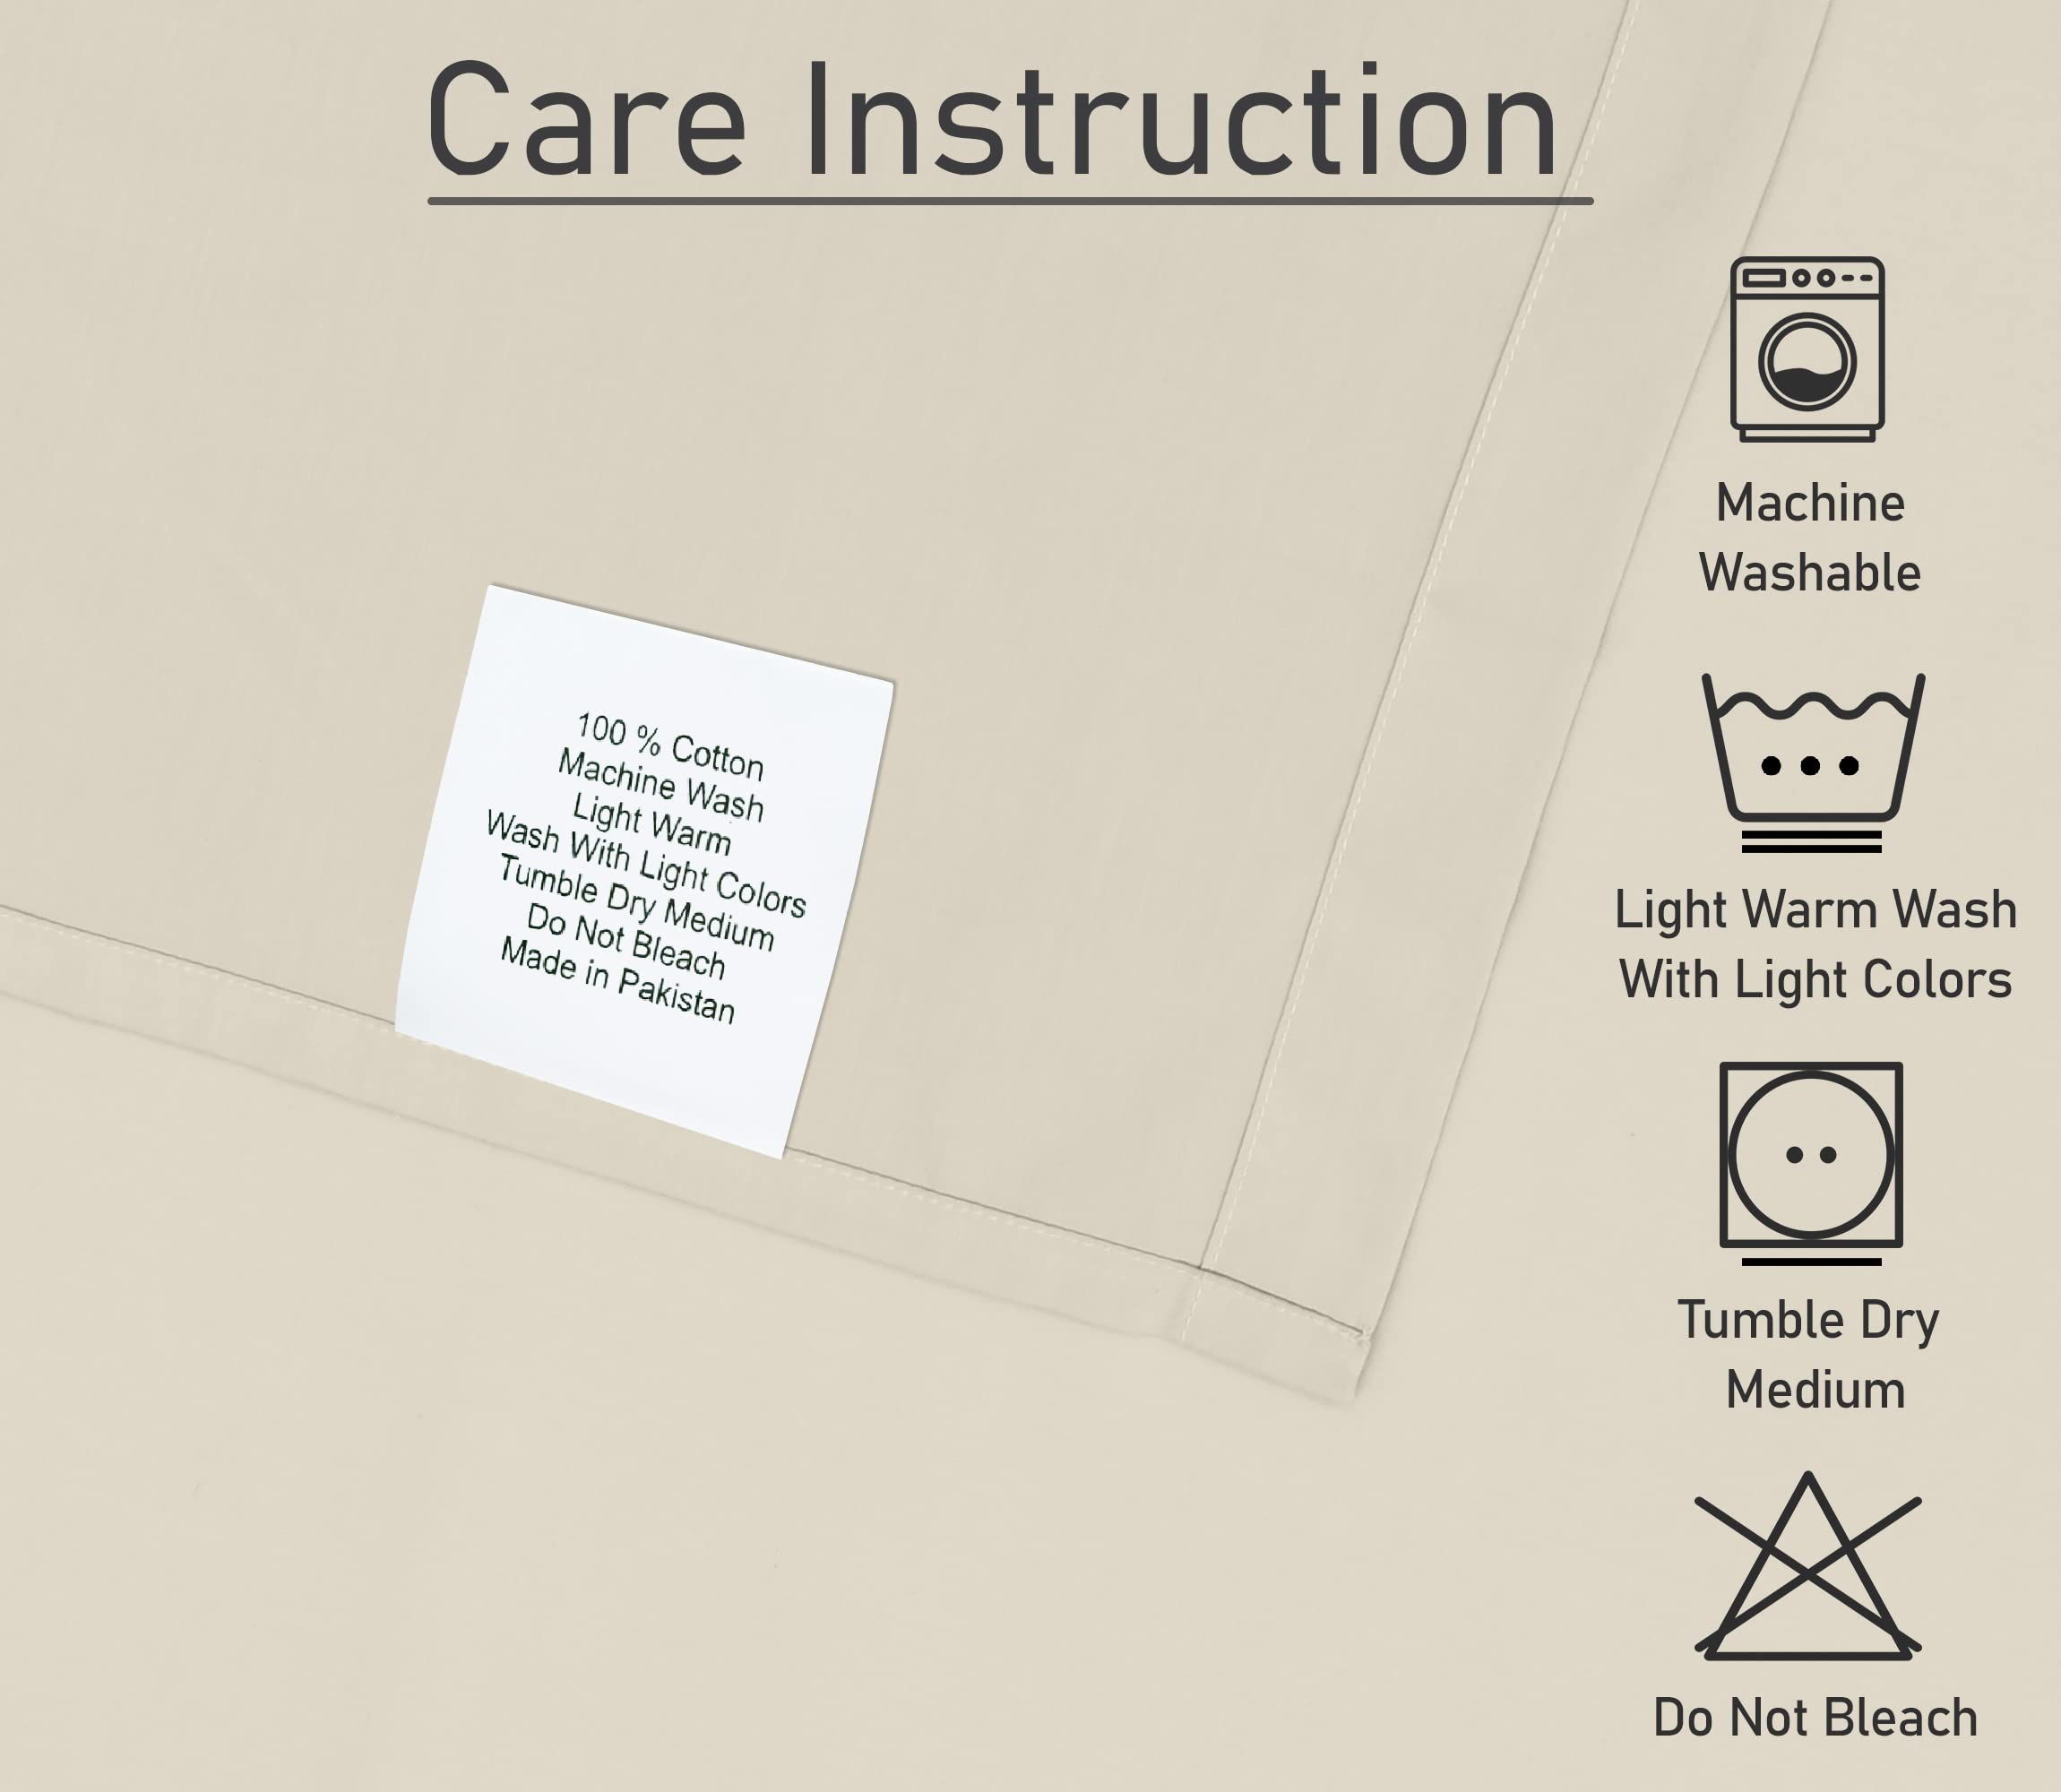 Care Instruction
100 % Cotton
Machine Wash
Light Warm
Wash With Light Colors
Tumble Dry Medium
Do Not Bleach
Made in Pakistan
Machine
Washable
Light Warm Wash
With Light Colors
Tumble Dry
Medium
Do Not Bleach